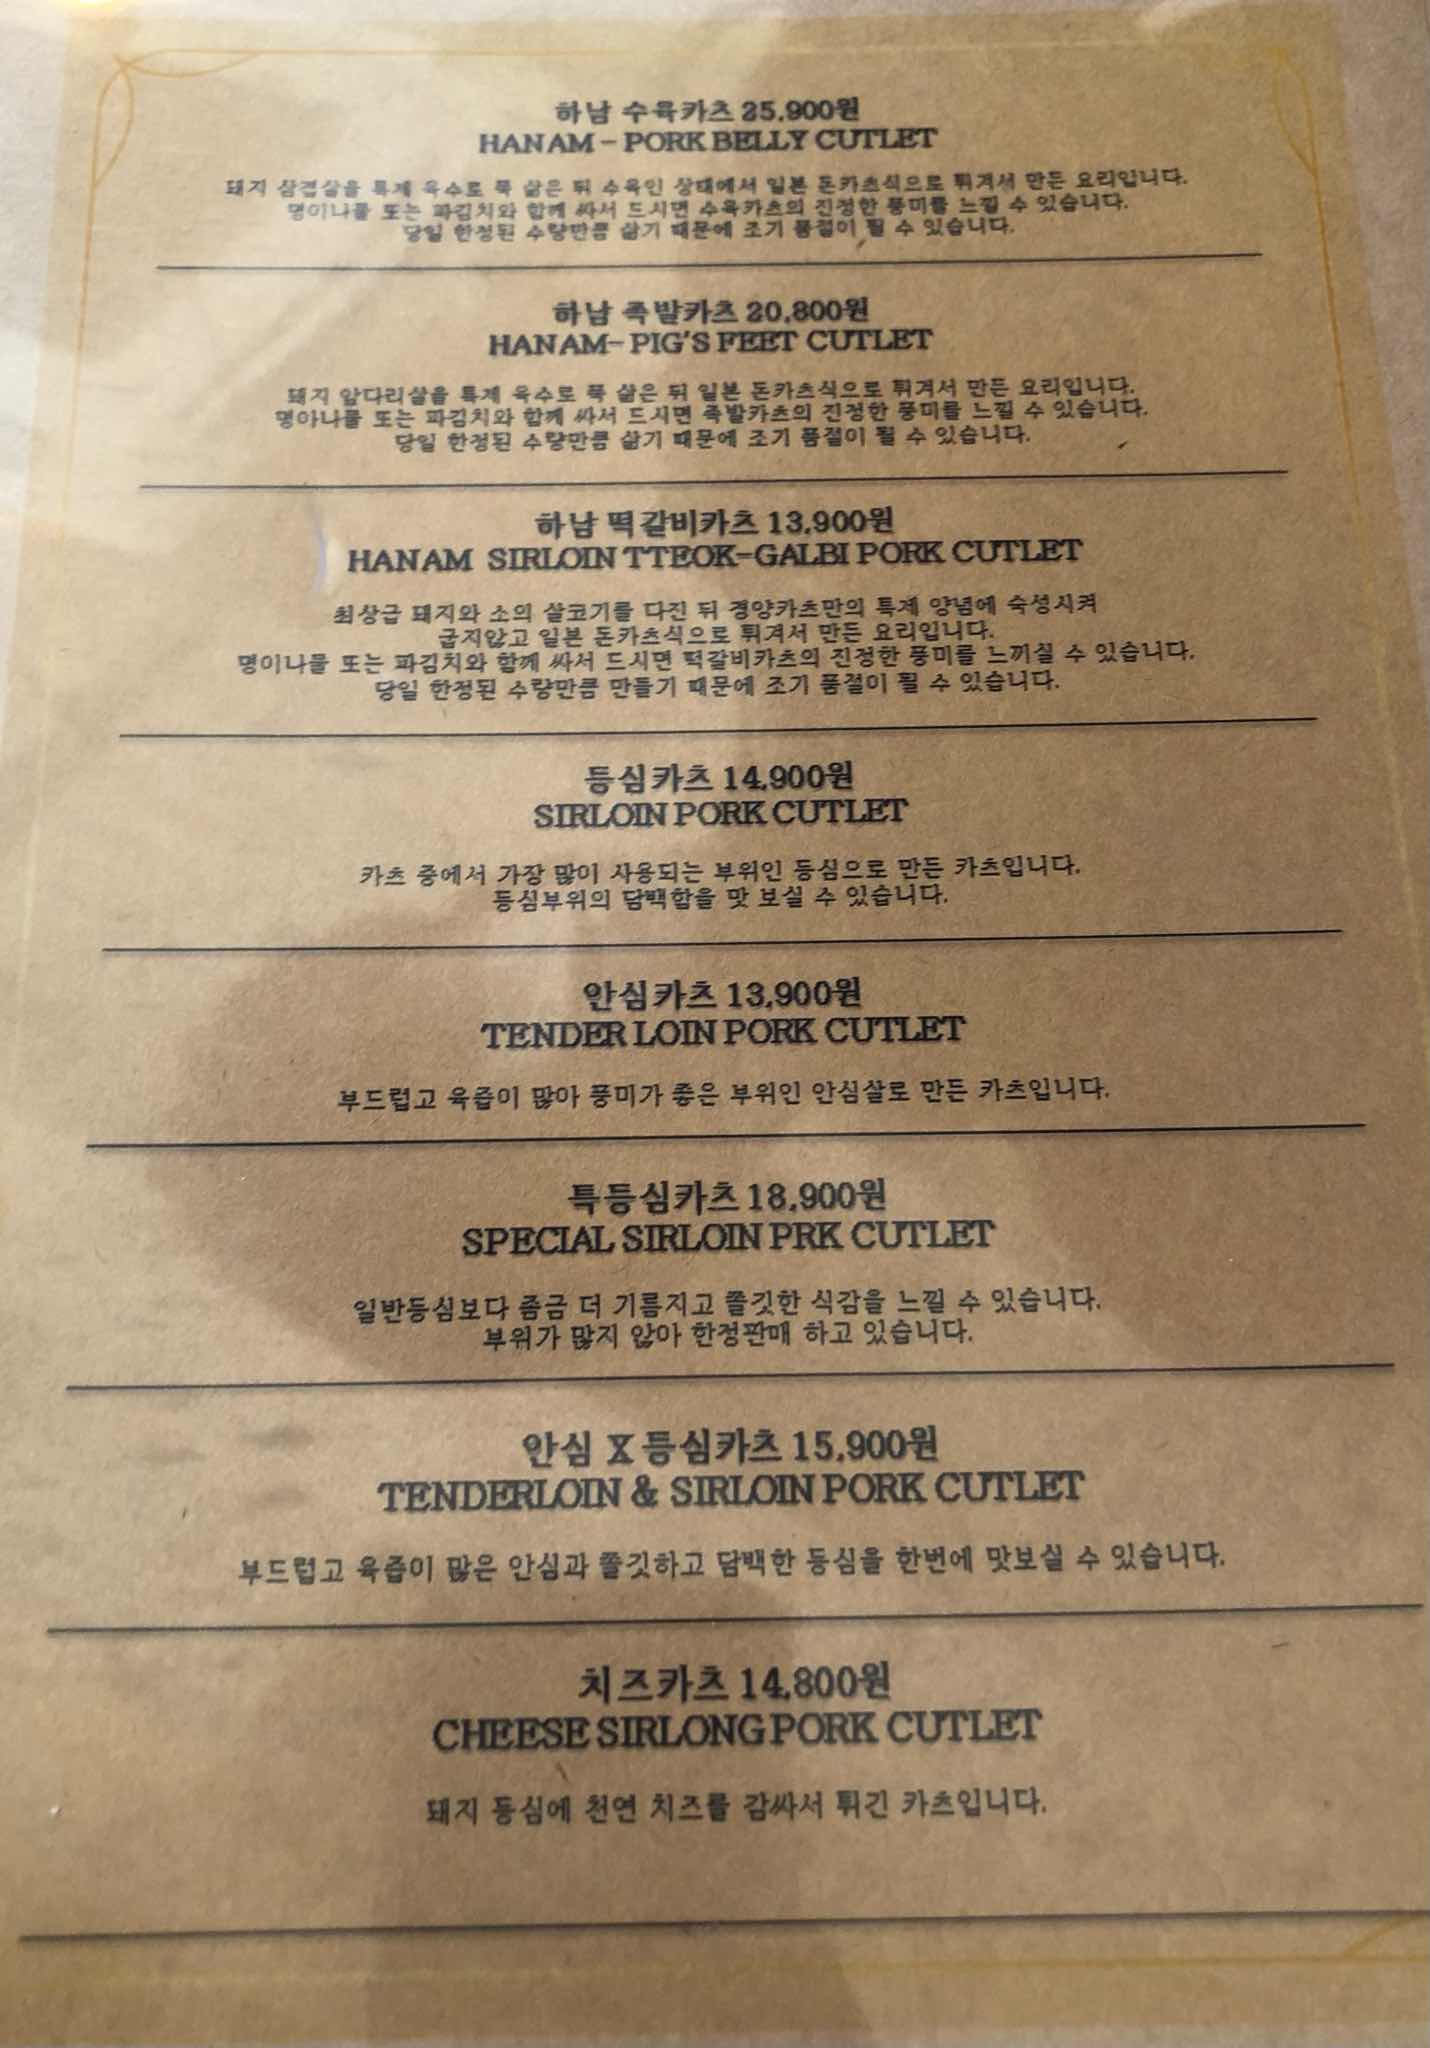 하남 수육카츠 25,900원
HANAM - PORK BELLY CUTLET
돼지 삼겹살을 특제 육수로 푹 삶은 뒤 수육인 상태에서 일본 돈카츠식으로 튀겨서 만든 요리입니다.
명이나물 또는 파김치와 함께 싸서 드시면 수육카츠의 진정한 풍미를 느낄 수 있습니다.
당일 한정된 수량만큼 삶기 때문에 조기 품절이 될 수 있습니다.
하남 족발카츠 20,800원
HANAM- PIG'S FEET CUTLET
돼지 앞다리살을 특제 육수로 푹 삶은 뒤 일본 돈카츠식으로 튀겨서 만든 요리입니다.
명아나물 또는 파김치와 함께 싸서 드시면 족발카츠의 진정한 풍미를 느낄 수 있습니다.
당일 한정된 수량만큼 삶기 때문에 조기 품절이 될 수 있습니다.
하남 떡갈비카츠 13,900원
HANAM SIRLOIN TTEOK-GALBI PORK CUTLET
최상급 돼지와 소의 살코기를 다진 뒤 경양카츠만의 특제 양념에 숙성시켜
굽지않고 일본 돈카츠식으로 튀겨서 만든 요리입니다.
명이나물 또는 파김치와 함께 싸서 드시면 떡갈비카츠의 진정한 풍미를 느끼실 수 있습니다.
당일 한정된 수량만큼 만들기 때문에 조기 품절이 될 수 있습니다.
등심카츠 14,900원
SIRLOIN PORK CUTLET
카츠 중에서 가장 많이 사용되는 부위인 등심으로 만든 카츠입니다.
등심부위의 담백함을 맛 보실 수 있습니다.
안심카츠 13,900원
TENDER LOIN PORK CUTLET
부드럽고 육즙이 많아 풍미가 좋은 부위인 안심살로 만든 카츠입니다.
특등심카츠 18,900원
SPECIAL SIRLOIN PRK CUTLET
일반등심보다 좀금 더 기름지고 쫄깃한 식감을 느낄 수 있습니다.
부위가 많지 않아 한정판매 하고 있습니다.
안심 X 등심카츠 15,900원
TENDERLOIN & SIRLOIN PORK CUTLET
부드럽고 육즙이 많은 안심과 쫄깃하고 담백한 등심을 한번에 맛보실 수 있습니다.
치즈카츠 14,800원
CHEESE SIRLONG PORK CUTLET
돼지 등심에 천연 치즈를 감싸서 튀긴 카츠입니다.